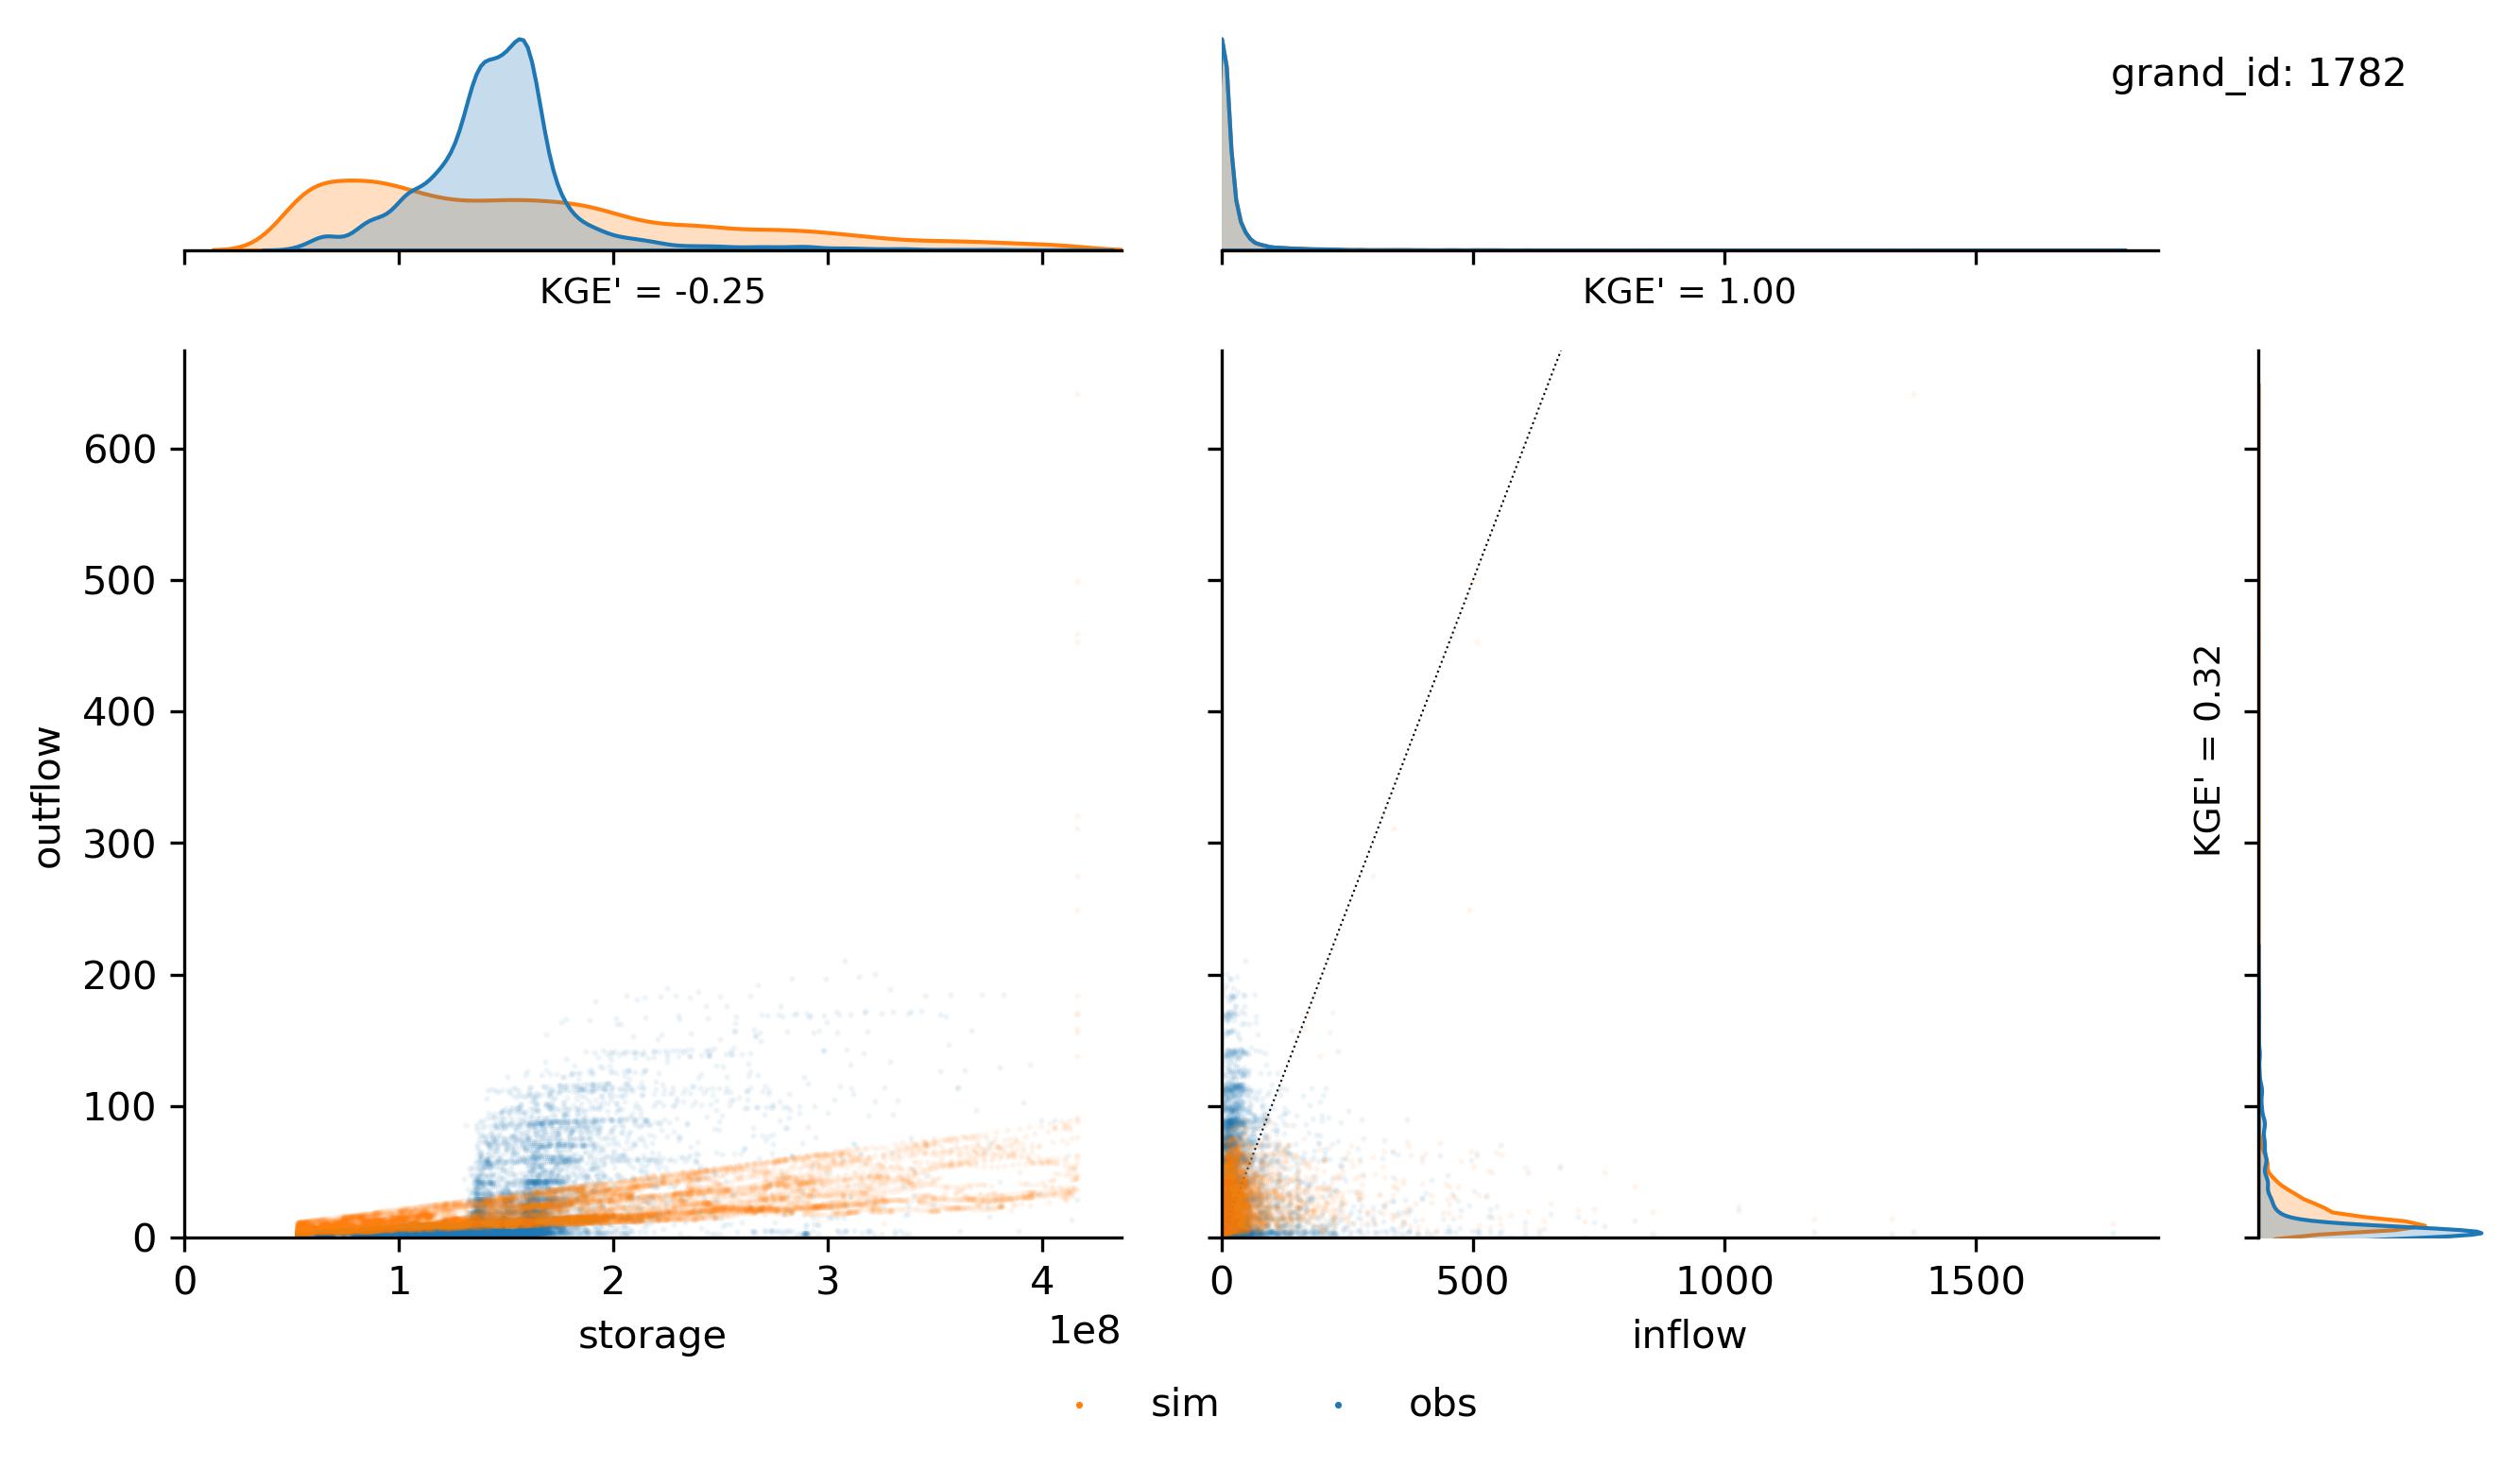 grand_id: 1782
KGE' = -0.25
KGE' = 1.00
outflow
600
500
400
300
200
100
0
KGE' = 0.32
0 1 2 3 4
1e8
storage
0 500 1000 1500
inflow
sim obs